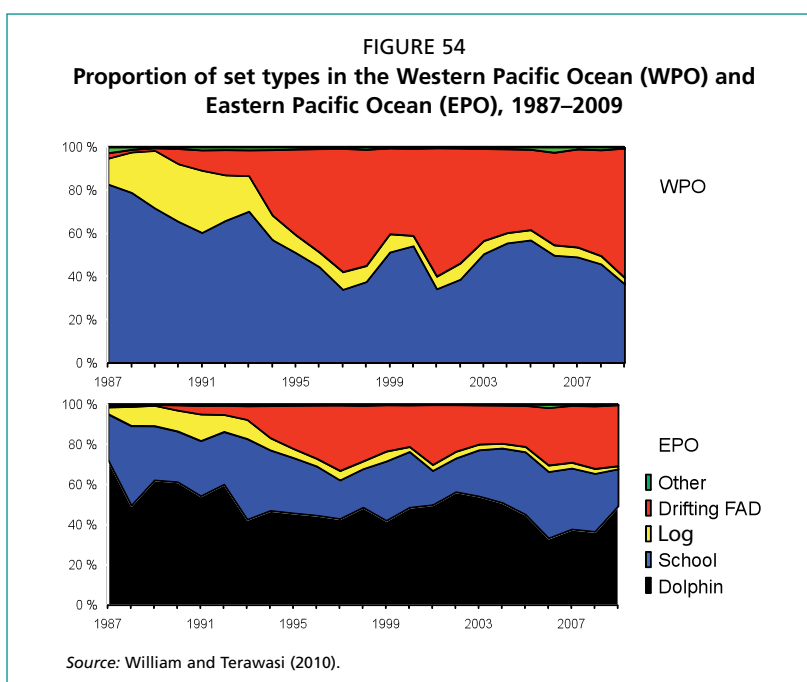 FIGURE 54
Proportion of set types in the Western Pacific Ocean (WPO) and
Eastern Pacific Ocean (EPO), 1987–2009
100 %
80 %
60 %
40 %
20 %
0 %
1987 1991 1995 1999 2003 2007
WPO
100 %
80 %
60 %
40 %
20 %
0 %
1987 1991 1995 1999 2003 2007
EPO
Other
Drifting FAD
Log
School
Dolphin
Source: William and Terawasi (2010).